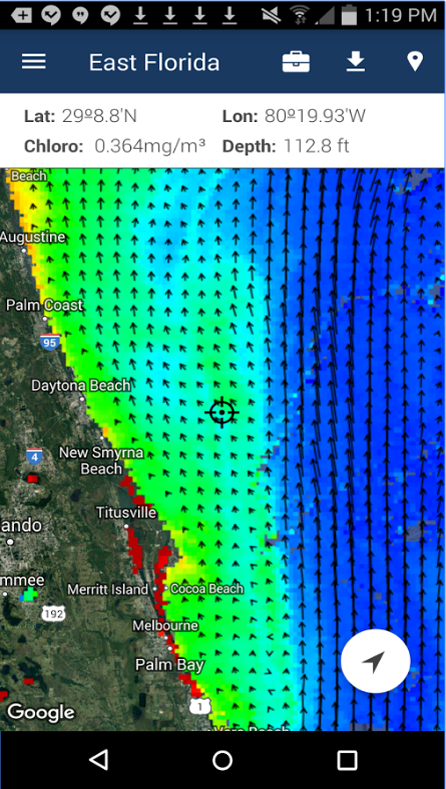 1:19 PM
East Florida
Lat: 29º8.8'N Lon: 80º19.93'W
Chloro: 0.364mg/m³ Depth: 112.8 ft
Beach
Augustine
Palm Coast
95
Daytona Beach
4
New Smyrna
Beach
Titusville
ando
mmee
Merritt Island
Cocoa Beach
192
Melbourne
Palm Bay
1
Google